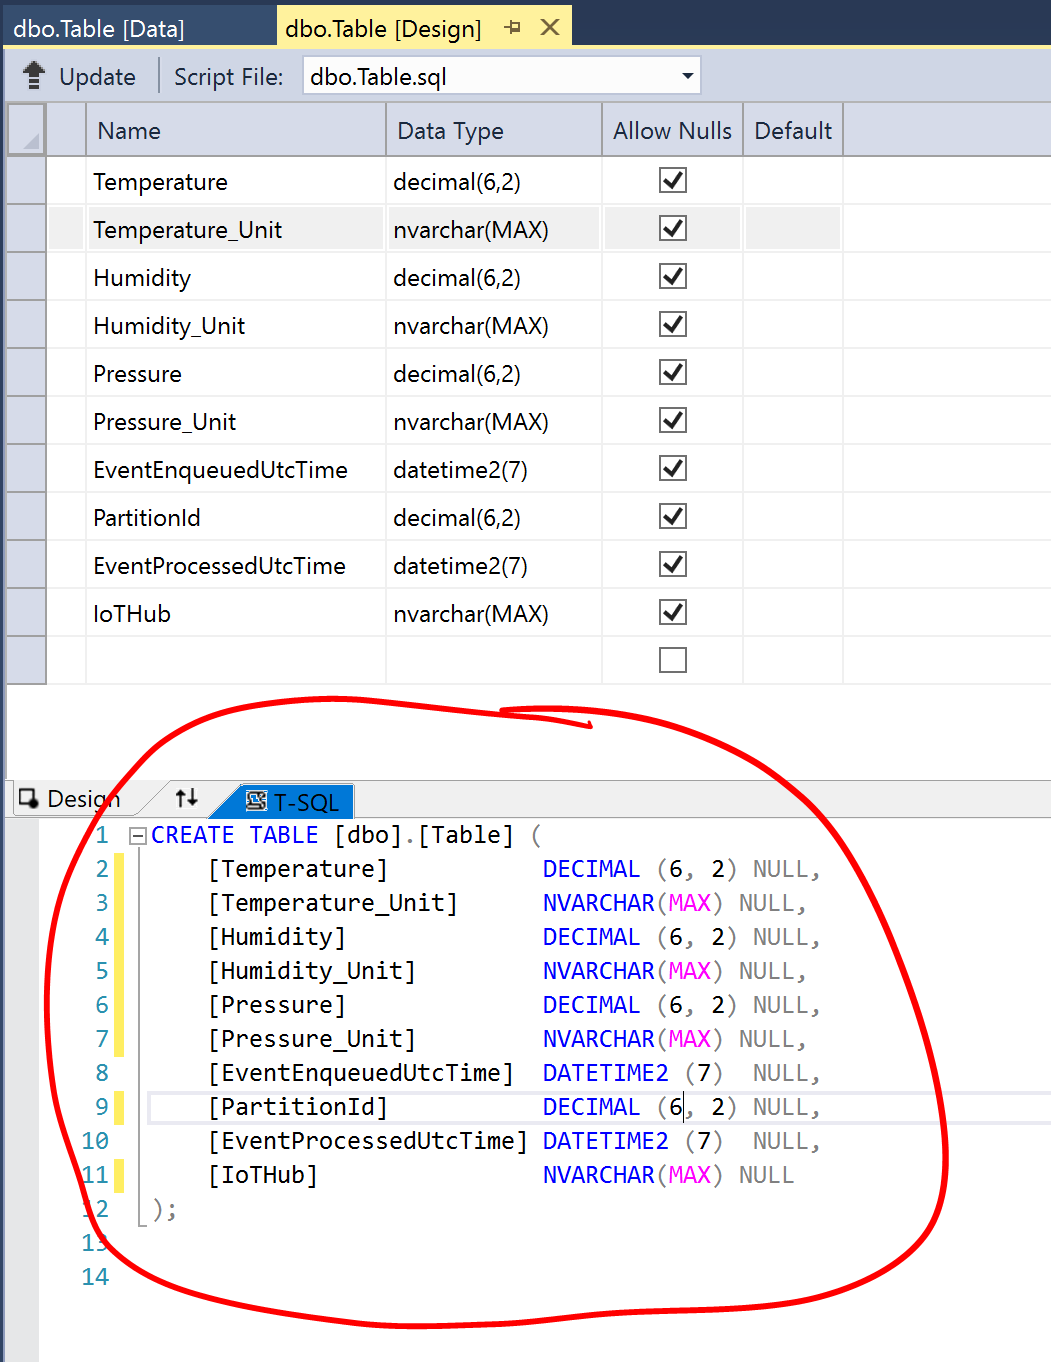 dbo.Table [Data] dbo.Table [Design]
Update Script File: dbo.Table.sql
Name Data Type Allow Nulls Default
Temperature decimal(6,2)
Temperature_Unit nvarchar(MAX)
Humidity decimal(6,2)
Humidity_Unit nvarchar(MAX)
Pressure decimal(6,2)
Pressure_Unit nvarchar(MAX)
EventEnqueuedUtcTime datetime2(7)
PartitionId decimal(6,2)
EventProcessedUtcTime datetime2(7)
IoTHub nvarchar(MAX)
Design T-SQL
1 CREATE TABLE [dbo].[Table] (
2 [Temperature] DECIMAL (6, 2) NULL,
3 [Temperature_Unit] NVARCHAR(MAX) NULL,
4 [Humidity] DECIMAL (6, 2) NULL,
5 [Humidity_Unit] NVARCHAR(MAX) NULL,
6 [Pressure] DECIMAL (6, 2) NULL,
7 [Pressure_Unit] NVARCHAR(MAX) NULL,
8 [EventEnqueuedUtcTime] DATETIME2 (7) NULL,
9 [PartitionId] DECIMAL (6, 2) NULL,
10 [EventProcessedUtcTime] DATETIME2 (7) NULL,
11 [IoTHub] NVARCHAR(MAX) NULL
12 );
13
14